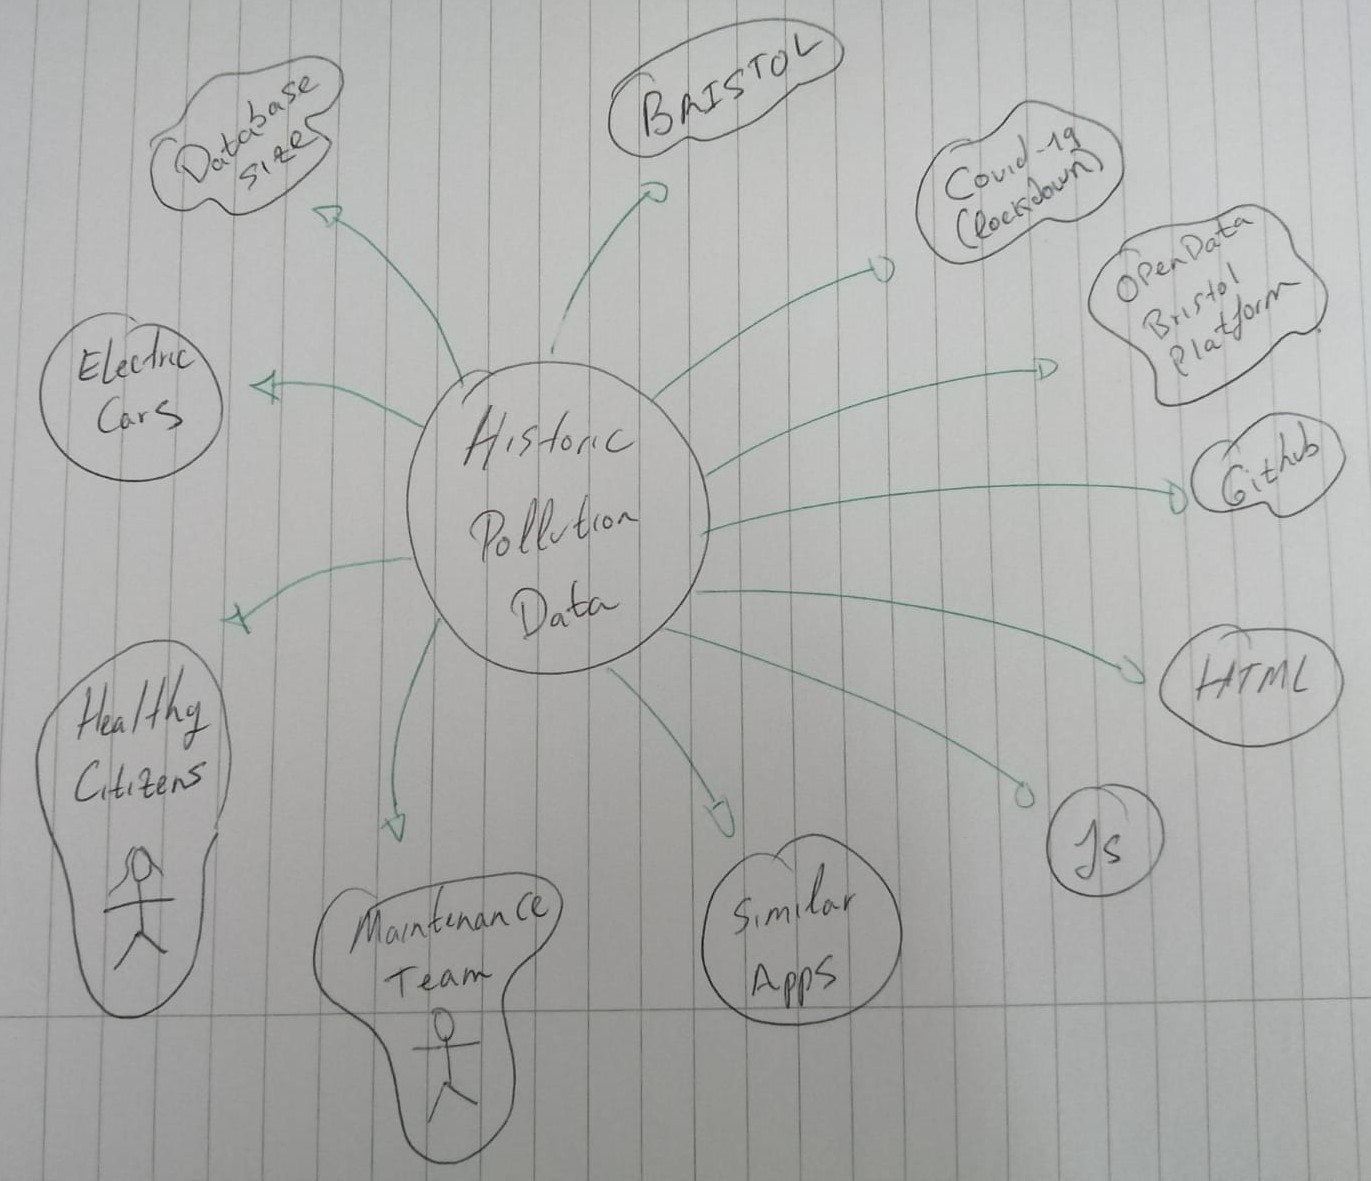 Database
Size
BRISTOL
Covid-19
(lockdown)
OpenData
Bristol
Platform
Electric
Cars
Historic
Pollution
Data
Github
HTML
Healthy
Citizens
Js
Maintenance
Team
Similar
Apps